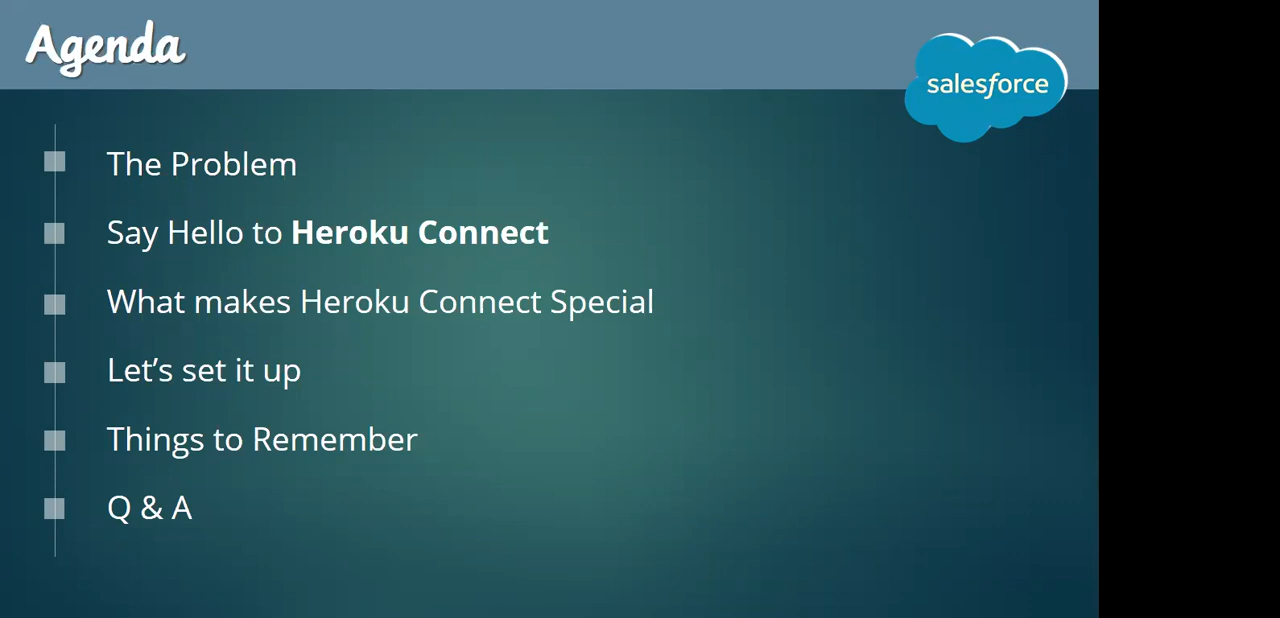 Agenda
salesforce
The Problem
Say Hello to Heroku Connect
What makes Heroku Connect Special
Let’s set it up
Things to Remember
Q & A